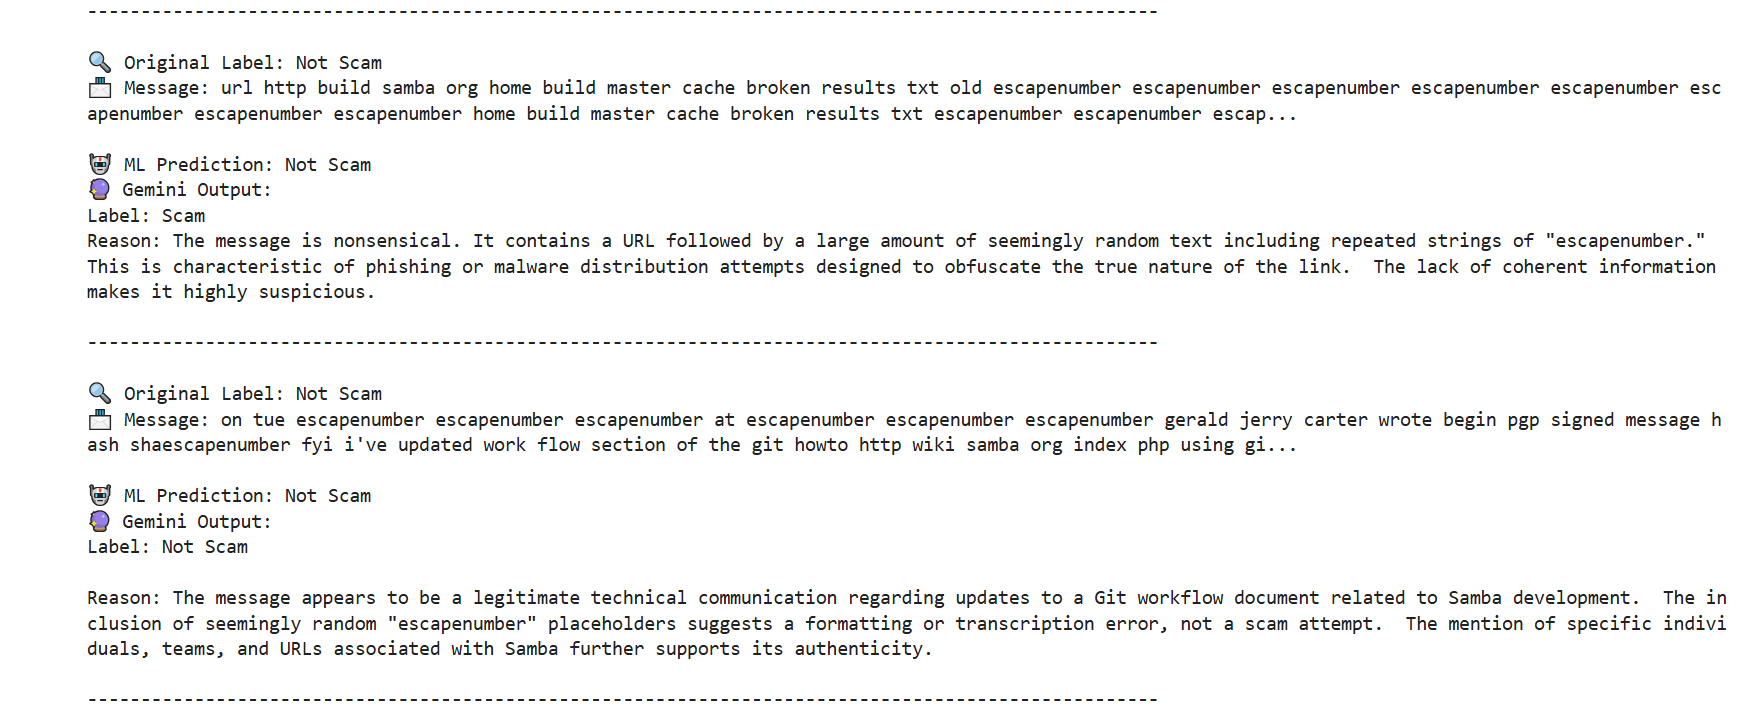 ----------------------------------------------------------------------------------------------------
🔍 Original Label: Not Scam
📩 Message: url http build samba org home build master cache broken results txt old escapenumber escapenumber escapenumber escapenumber escapenumber esc
apenumber escapenumber escapenumber home build master cache broken results txt escapenumber escapenumber escap...
🤖 ML Prediction: Not Scam
🔮 Gemini Output:
Label: Scam
Reason: The message is nonsensical. It contains a URL followed by a large amount of seemingly random text including repeated strings of "escapenumber."
This is characteristic of phishing or malware distribution attempts designed to obfuscate the true nature of the link.  The lack of coherent information
makes it highly suspicious.
----------------------------------------------------------------------------------------------------
🔍 Original Label: Not Scam
📩 Message: on tue escapenumber escapenumber escapenumber at escapenumber escapenumber escapenumber gerald jerry carter wrote begin pgp signed message h
ash shaescapenumber fyi i've updated work flow section of the git howto http wiki samba org index php using gi...
🤖 ML Prediction: Not Scam
🔮 Gemini Output:
Label: Not Scam
Reason: The message appears to be a legitimate technical communication regarding updates to a Git workflow document related to Samba development.  The in
clusion of seemingly random "escapenumber" placeholders suggests a formatting or transcription error, not a scam attempt.  The mention of specific indivi
duals, teams, and URLs associated with Samba further supports its authenticity.
----------------------------------------------------------------------------------------------------